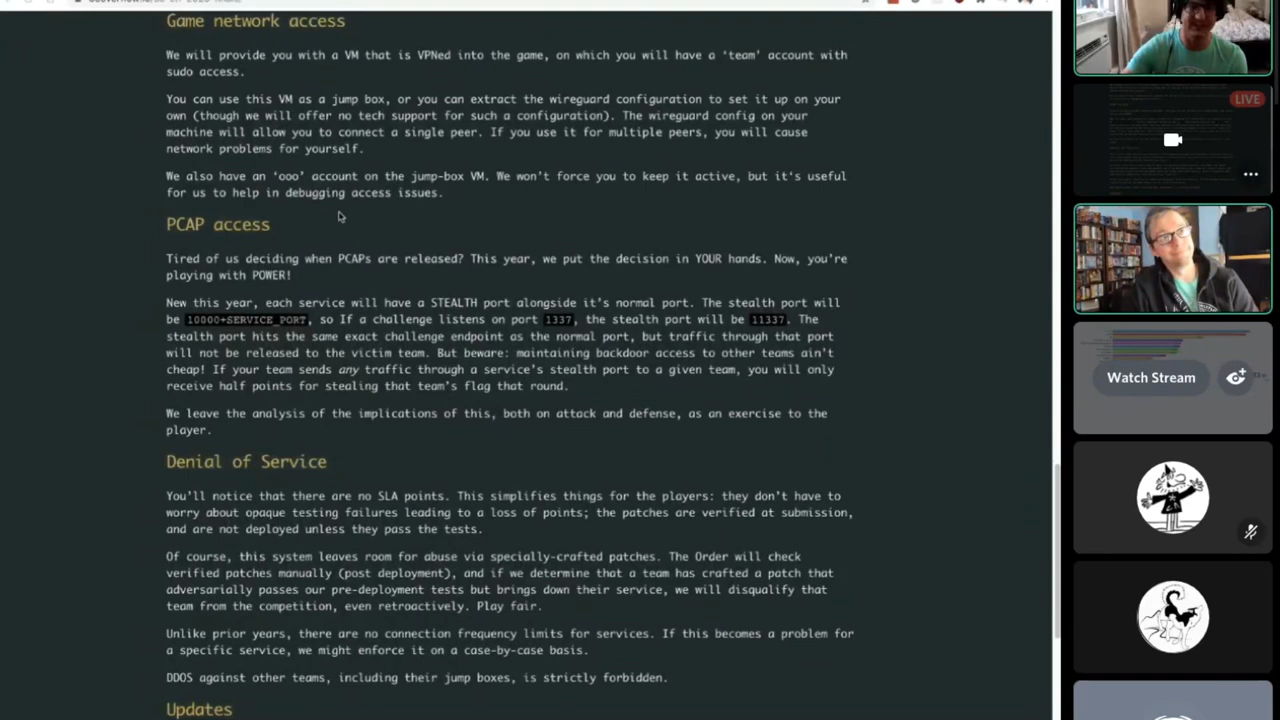 Game network access
We will provide you with a VM that is VPNed into the game, on which you will have a ‘team’ account with
sudo access.
You can use this VM as a jump box, or you can extract the wireguard configuration to set it up on your
own (though we will offer no tech support for such a configuration). The wireguard config on your
machine will allow you to connect a single peer. If you use it for multiple peers, you will cause
network problems for yourself.
We also have an ‘ooo’ account on the jump-box VM. We won’t force you to keep it active, but it‘s useful
for us to help in debugging access issues.
PCAP access
Tired of us deciding when PCAPs are released? This year, we put the decision in YOUR hands. Now, you’re
playing with POWER!
New this year, each service will have a STEALTH port alongside it’s normal port. The stealth port will
be 10000+SERVICE_PORT, so If a challenge listens on port 1337, the stealth port will be 11337. The
stealth port hits the same exact challenge endpoint as the normal port, but traffic through that port
will not be released to the victim team. But beware: maintaining backdoor access to other teams ain’t
cheap! If your team sends any traffic through a service’s stealth port to a given team, you will only
receive half points for stealing that team’s flag that round.
We leave the analysis of the implications of this, both on attack and defense, as an exercise to the
player.
Denial of Service
You’ll notice that there are no SLA points. This simplifies things for the players: they don’t have to
worry about opaque testing failures leading to a loss of points; the patches are verified at submission,
and are not deployed unless they pass the tests.
Of course, this system leaves room for abuse via specially-crafted patches. The Order will check
verified patches manually (post deployment), and if we determine that a team has crafted a patch that
adversarially passes our pre-deployment tests but brings down their service, we will disqualify that
team from the competition, even retroactively. Play fair.
Unlike prior years, there are no connection frequency limits for services. If this becomes a problem for
a specific service, we might enforce it on a case-by-case basis.
DDOS against other teams, including their jump boxes, is strictly forbidden.
Updates
LIVE
Watch Stream